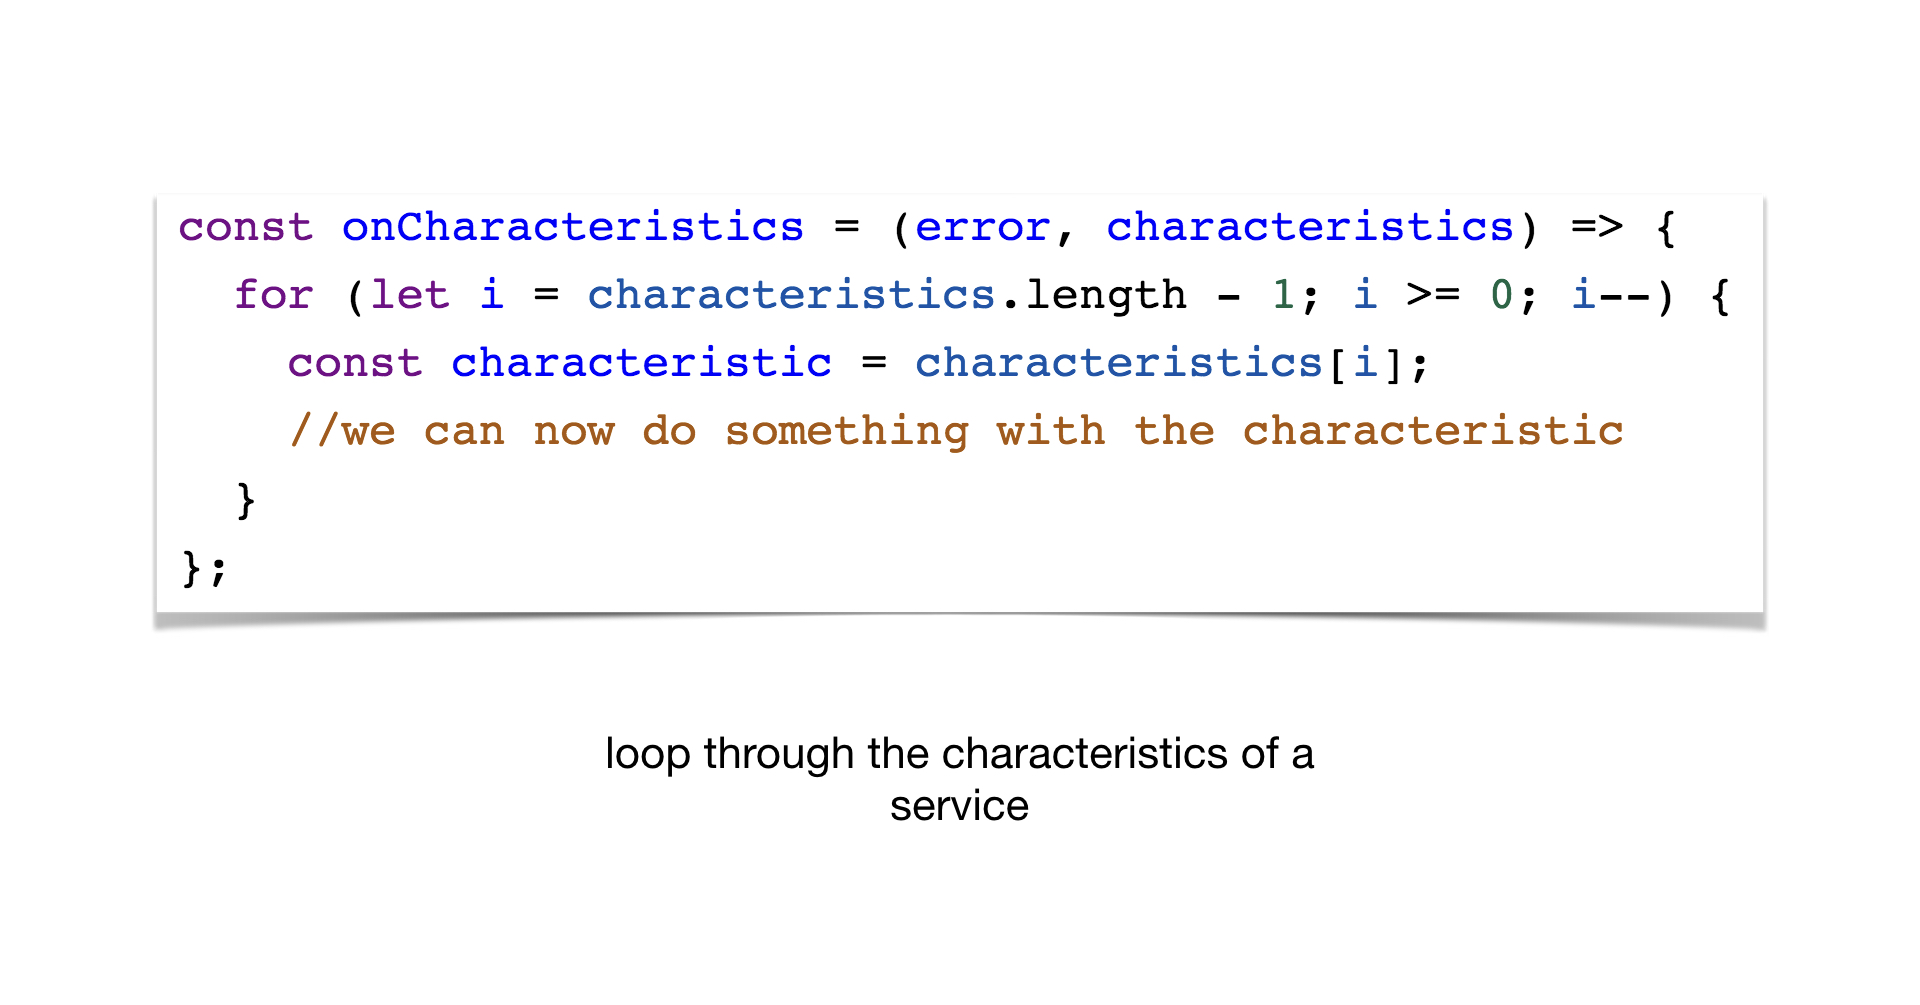 const onCharacteristics = (error, characteristics) => {
  for (let i = characteristics.length - 1; i >= 0; i--) {
    const characteristic = characteristics[i];
    //we can now do something with the characteristic
  }
};
loop through the characteristics of a
service